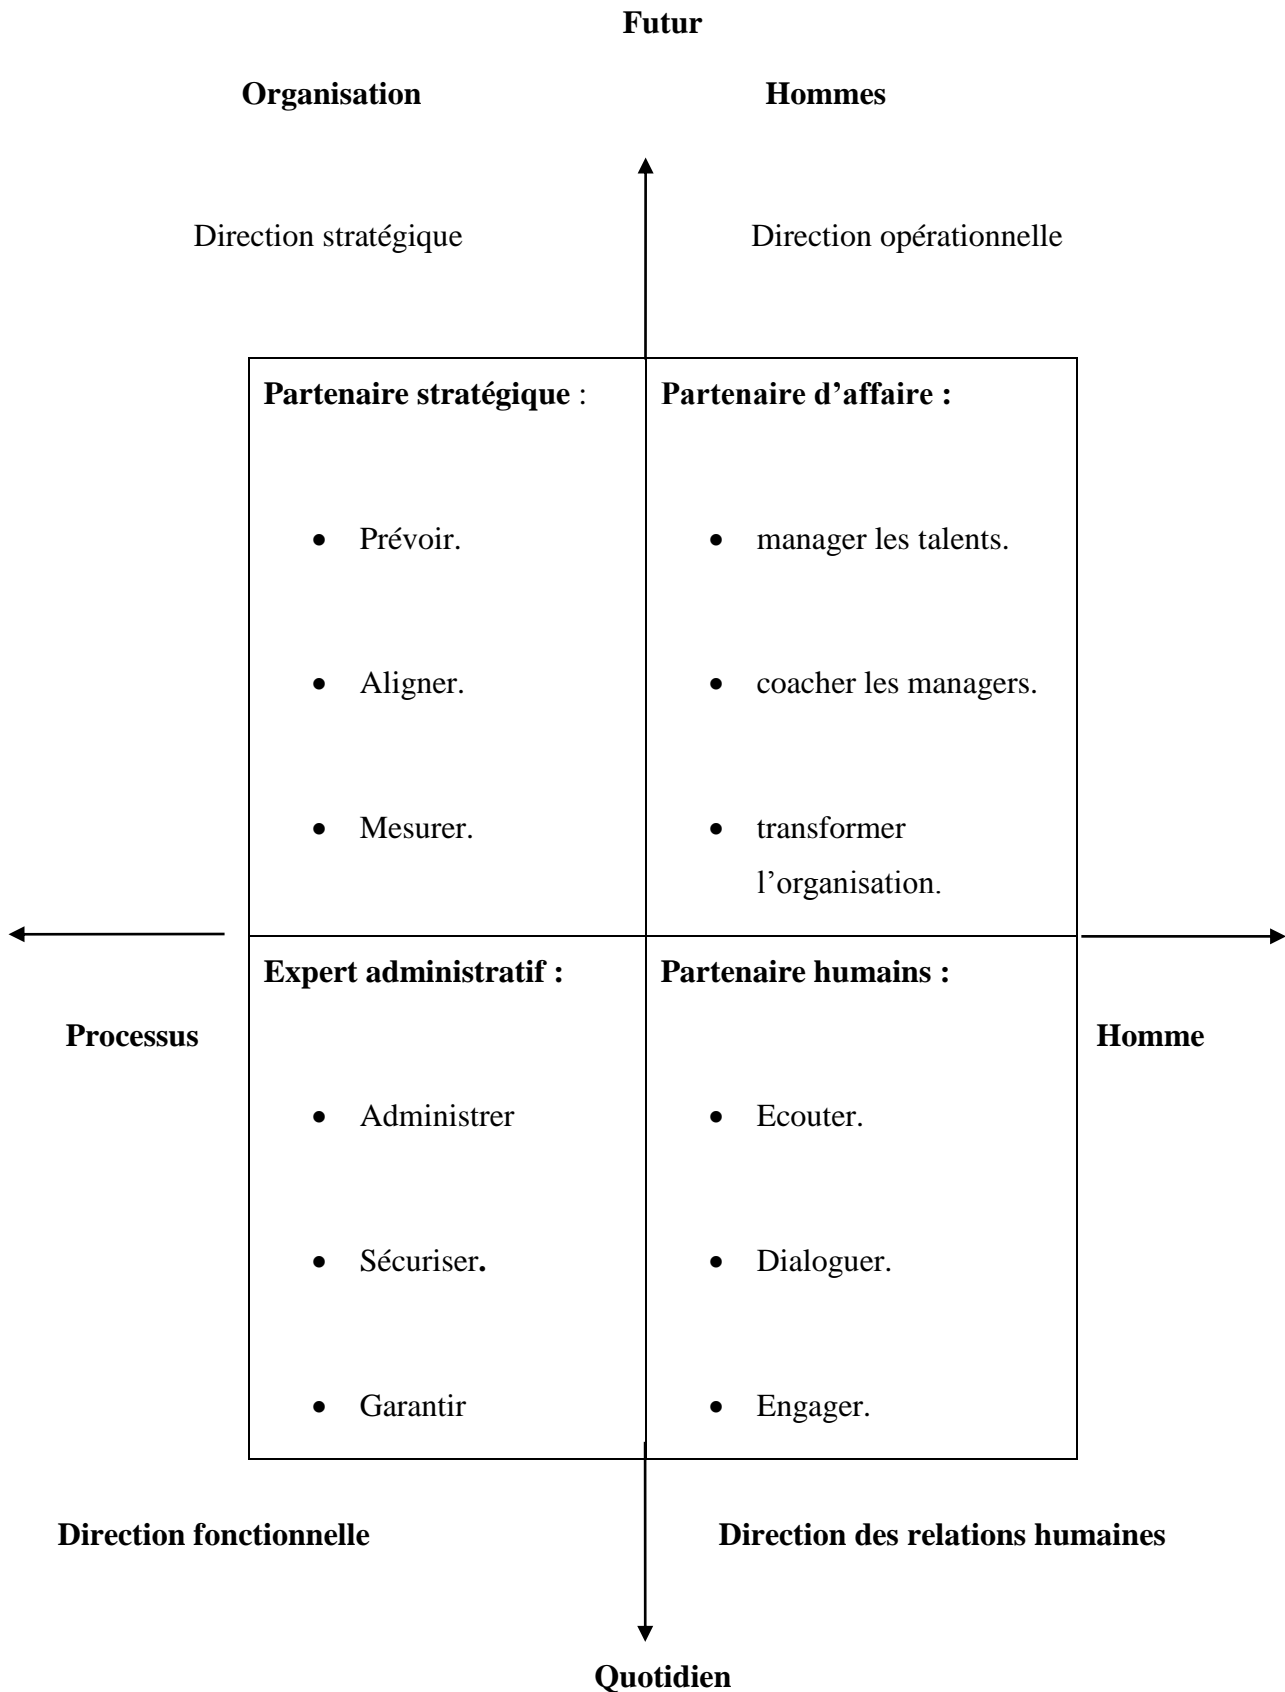 Futur
Organisation
Hommes
Direction stratégique
Direction opérationnelle
Partenaire stratégique :
• Prévoir.
• Aligner.
• Mesurer.
Partenaire d’affaire :
• manager les talents.
• coacher les managers.
• transformer
l’organisation.
Processus
Homme
Expert administratif :
• Administrer
• Sécuriser.
• Garantir
Partenaire humains :
• Ecouter.
• Dialoguer.
• Engager.
Direction fonctionnelle
Direction des relations humaines
Quotidien